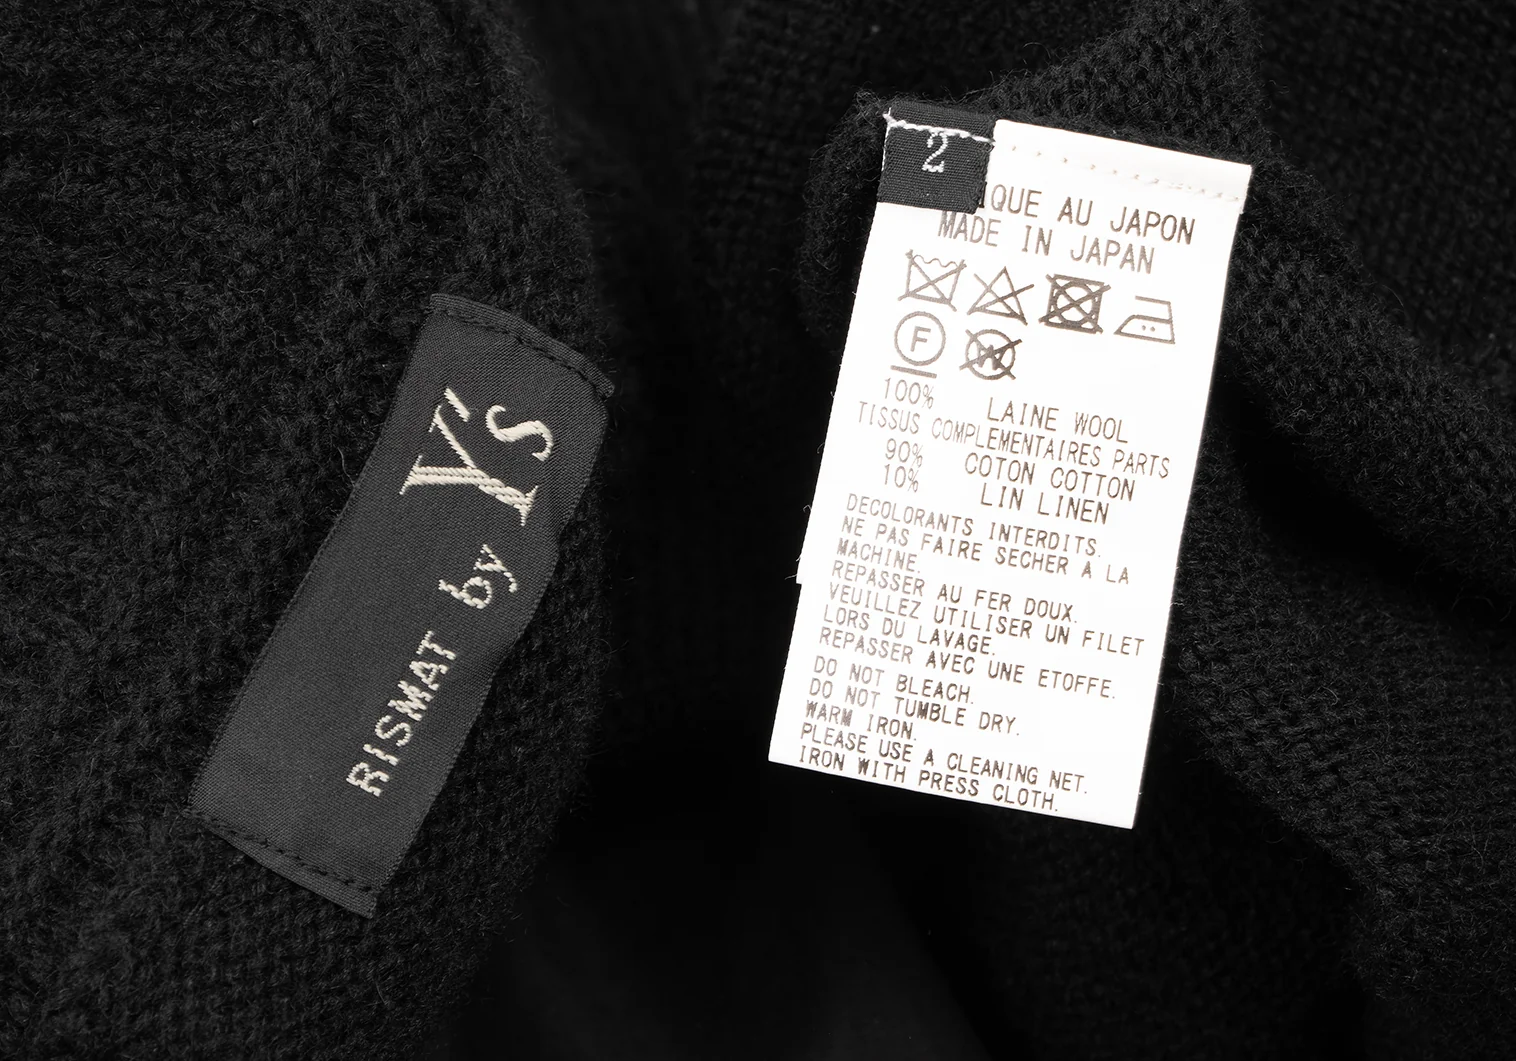 RISMAT by Y's
2
IQUE AU JAPON
MADE IN JAPAN
F
W
100% LAINE WOOL
TISSUS COMPLEMENTAIRES PARTS
90% COTON COTTON
10% LIN LINEN
DECOLORANTS INTERDITS.
NE PAS FAIRE SECHER A LA
MACHINE.
REPASSER AU FER DOUX.
VEUILLEZ UTILISER UN FILET
LORS DU LAVAGE.
REPASSER AVEC UNE ETOFFE.
DO NOT BLEACH.
DO NOT TUMBLE DRY.
WARM IRON.
PLEASE USE A CLEANING NET.
IRON WITH PRESS CLOTH.